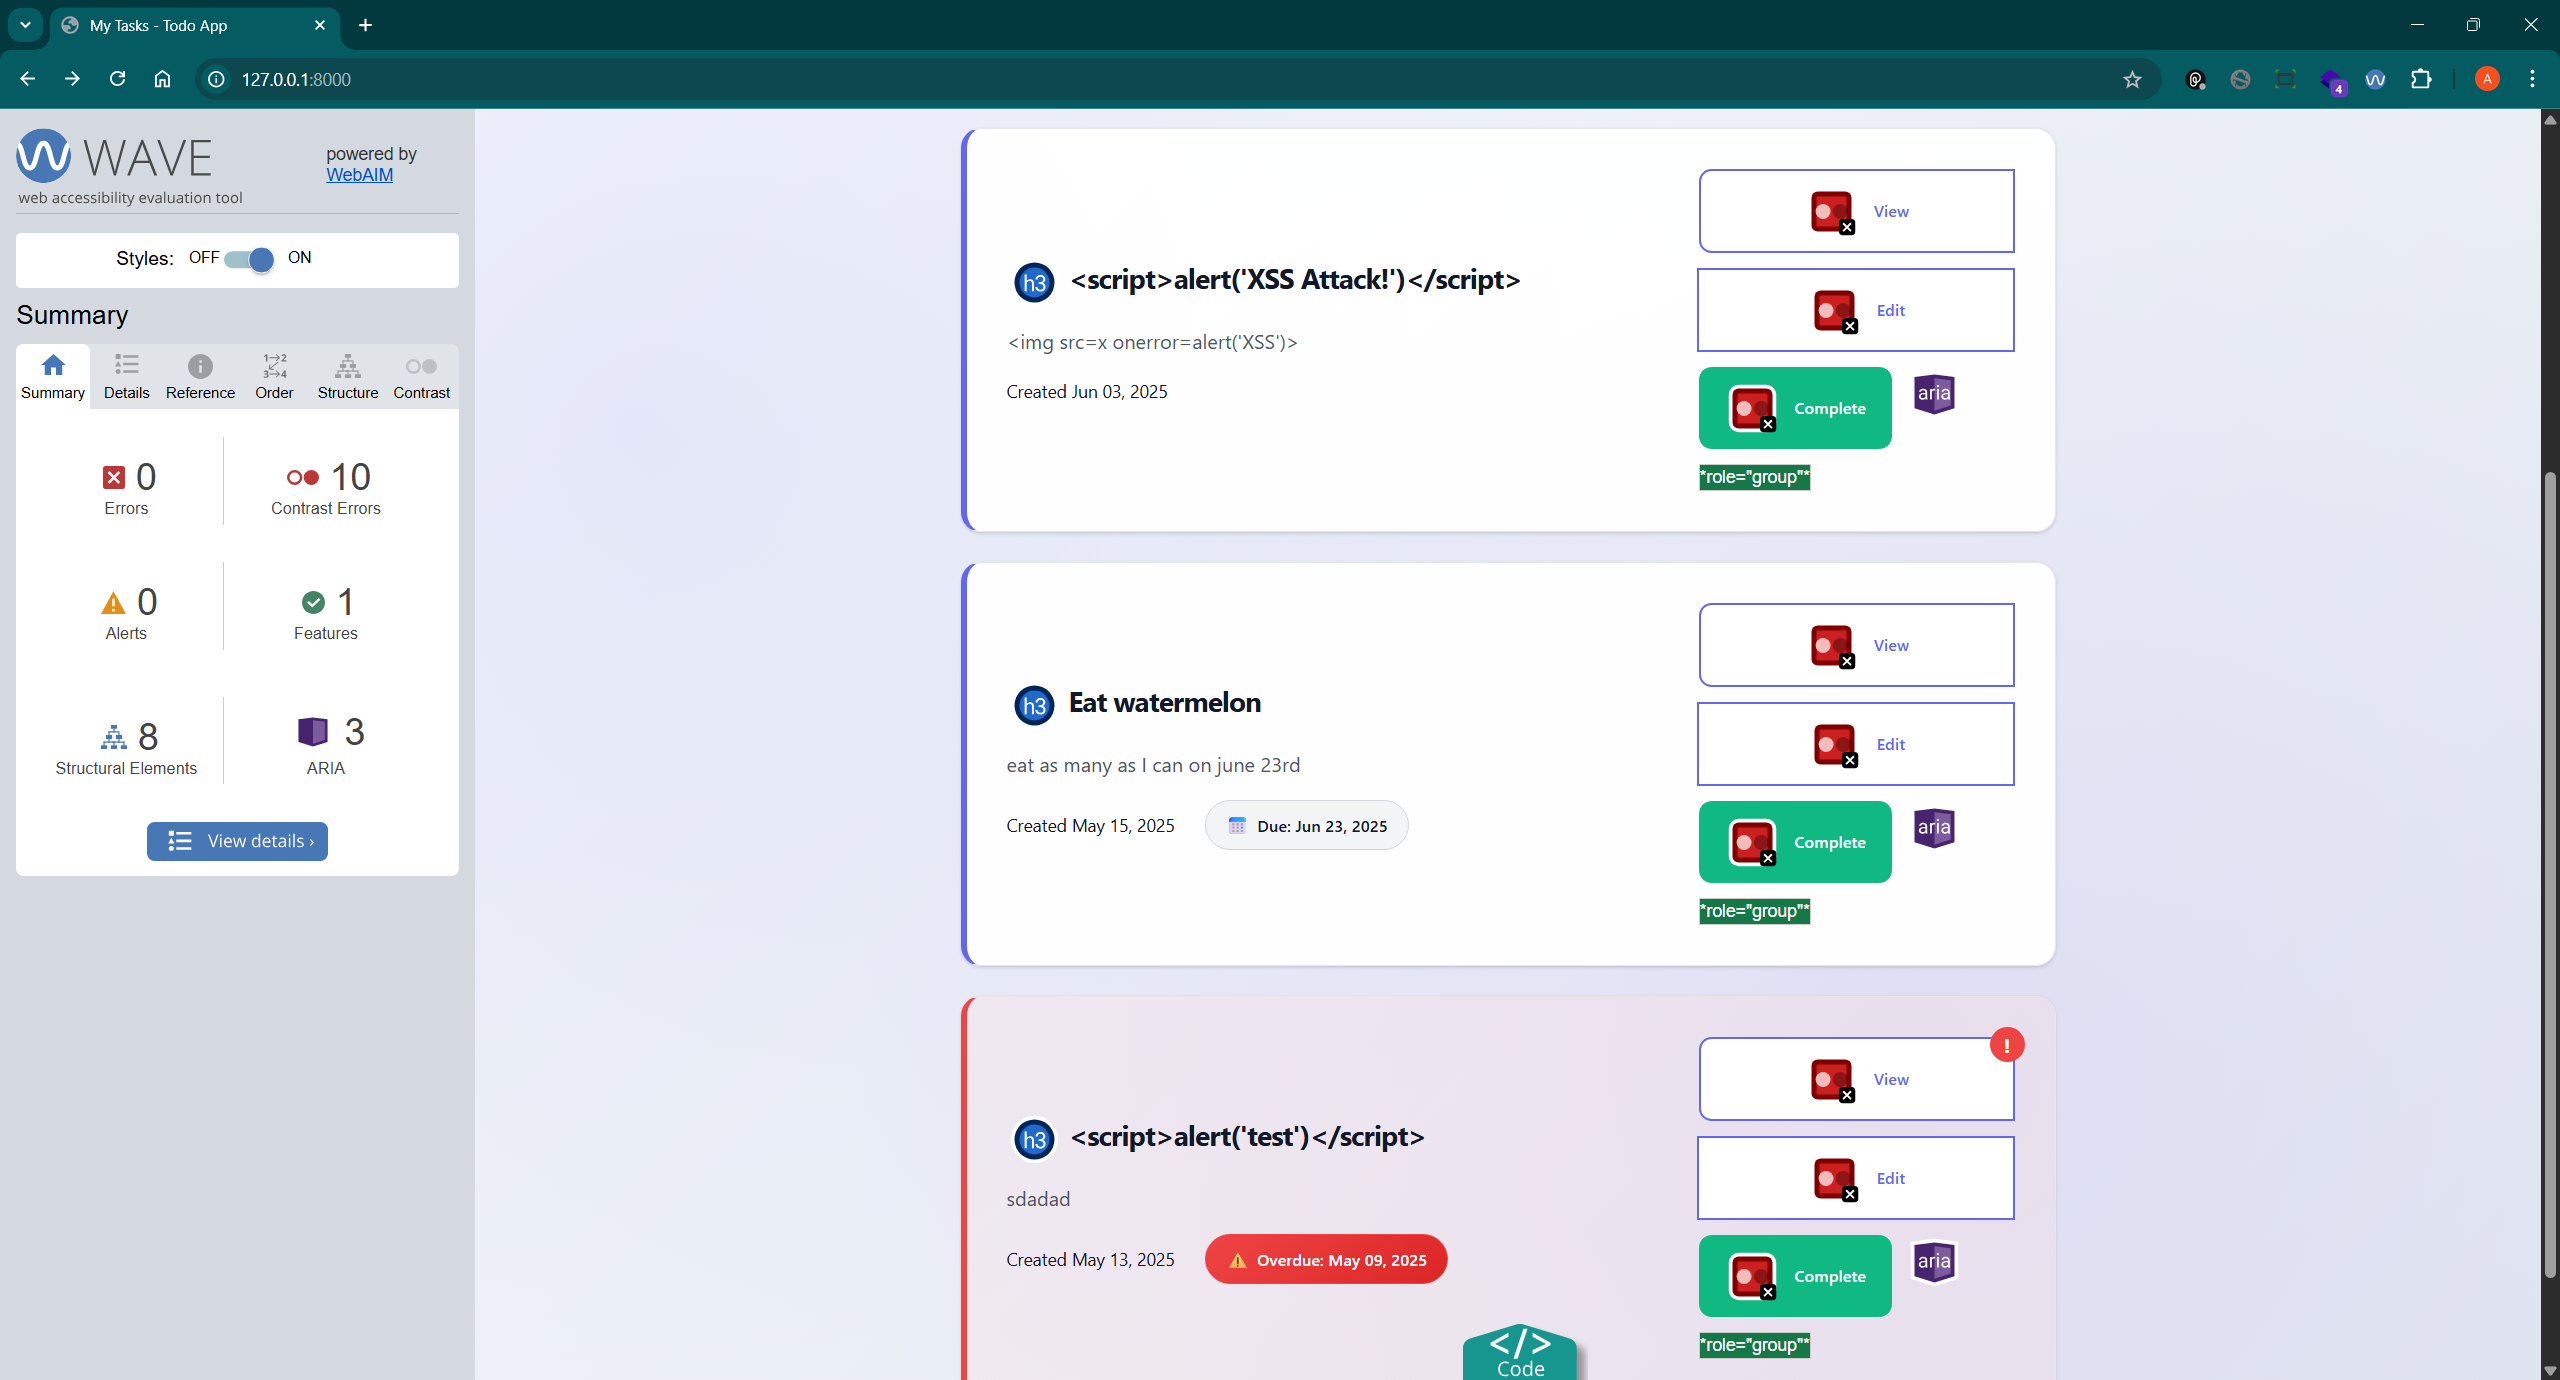 My Tasks - Todo App
127.0.0.1:8000
4
A
WAVE
powered by
WebAIM
web accessibility evaluation tool
Styles: OFF ON
Summary
Summary Details Reference Order Structure Contrast
0
Errors
10
Contrast Errors
0
Alerts
1
Features
8
Structural Elements
3
ARIA
View details ›
View
Edit
h3 <script>alert('XSS Attack!')</script>
<img src=x onerror=alert('XSS')>
Created Jun 03, 2025
Complete
aria
*role="group"*
View
Edit
h3 Eat watermelon
eat as many as I can on june 23rd
Created May 15, 2025
Due: Jun 23, 2025
Complete
aria
*role="group"*
!
View
Edit
h3 <script>alert('test')</script>
sdadad
Created May 13, 2025
Overdue: May 09, 2025
Complete
aria
*role="group"*
</>
Code